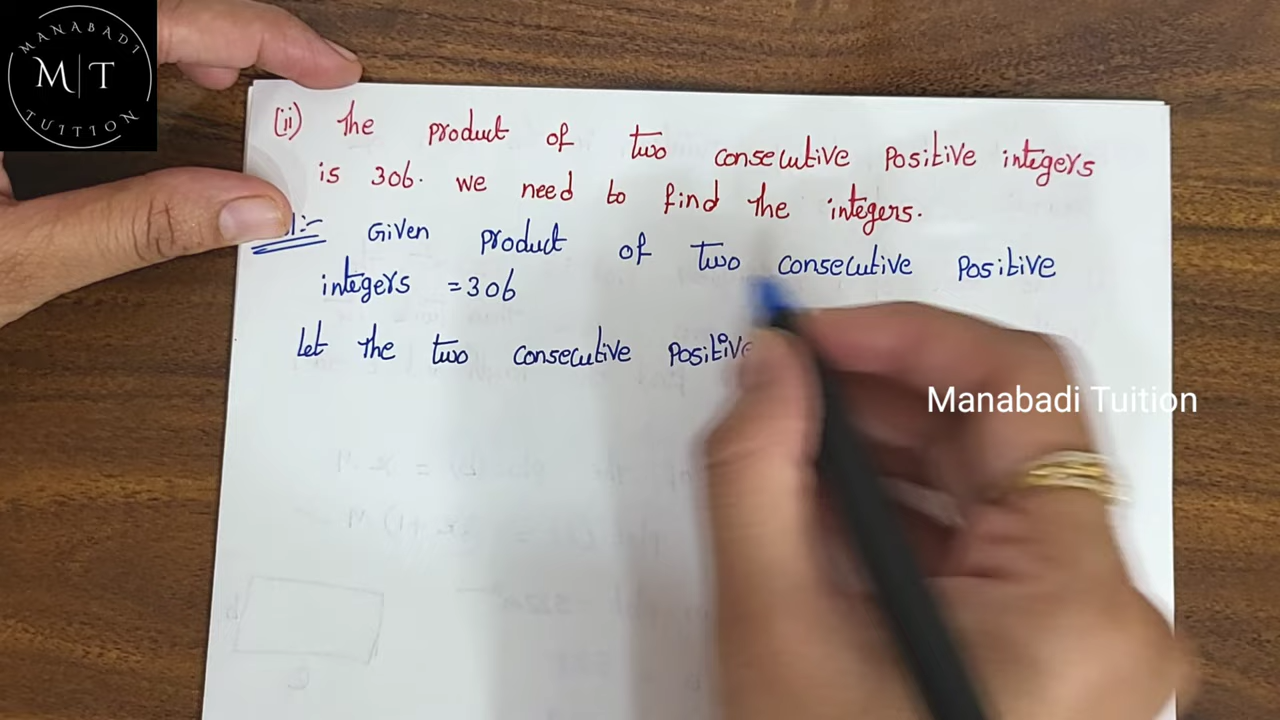 MANABADI
M|T
TUITION
(ii) The product of two consecutive positive integers
is 306. we need to find the integers.
Given product of two consecutive positive
integers = 306
Let the two consecutive positive
Manabadi Tuition